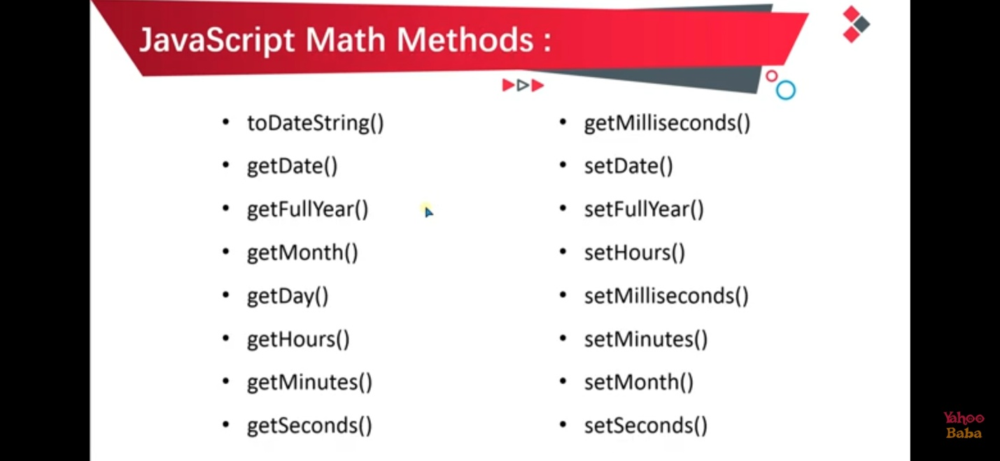 JavaScript Math Methods :
• toDateString()
• getDate()
• getFullYear()
• getMonth()
• getDay()
• getHours()
• getMinutes()
• getSeconds()
• getMilliseconds()
• setDate()
• setFullYear()
• setHours()
• setMilliseconds()
• setMinutes()
• setMonth()
• setSeconds()
Yahoo
Baba